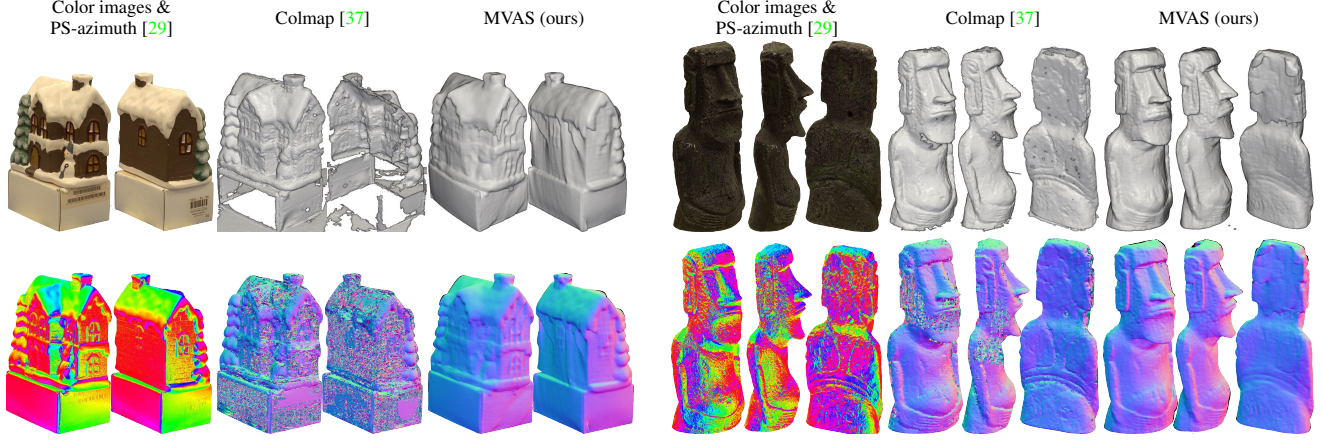 Color images &
PS-azimuth [29]
Colmap [37]
MVAS (ours)
Color images &
PS-azimuth [29]
Colmap [37]
MVAS (ours)